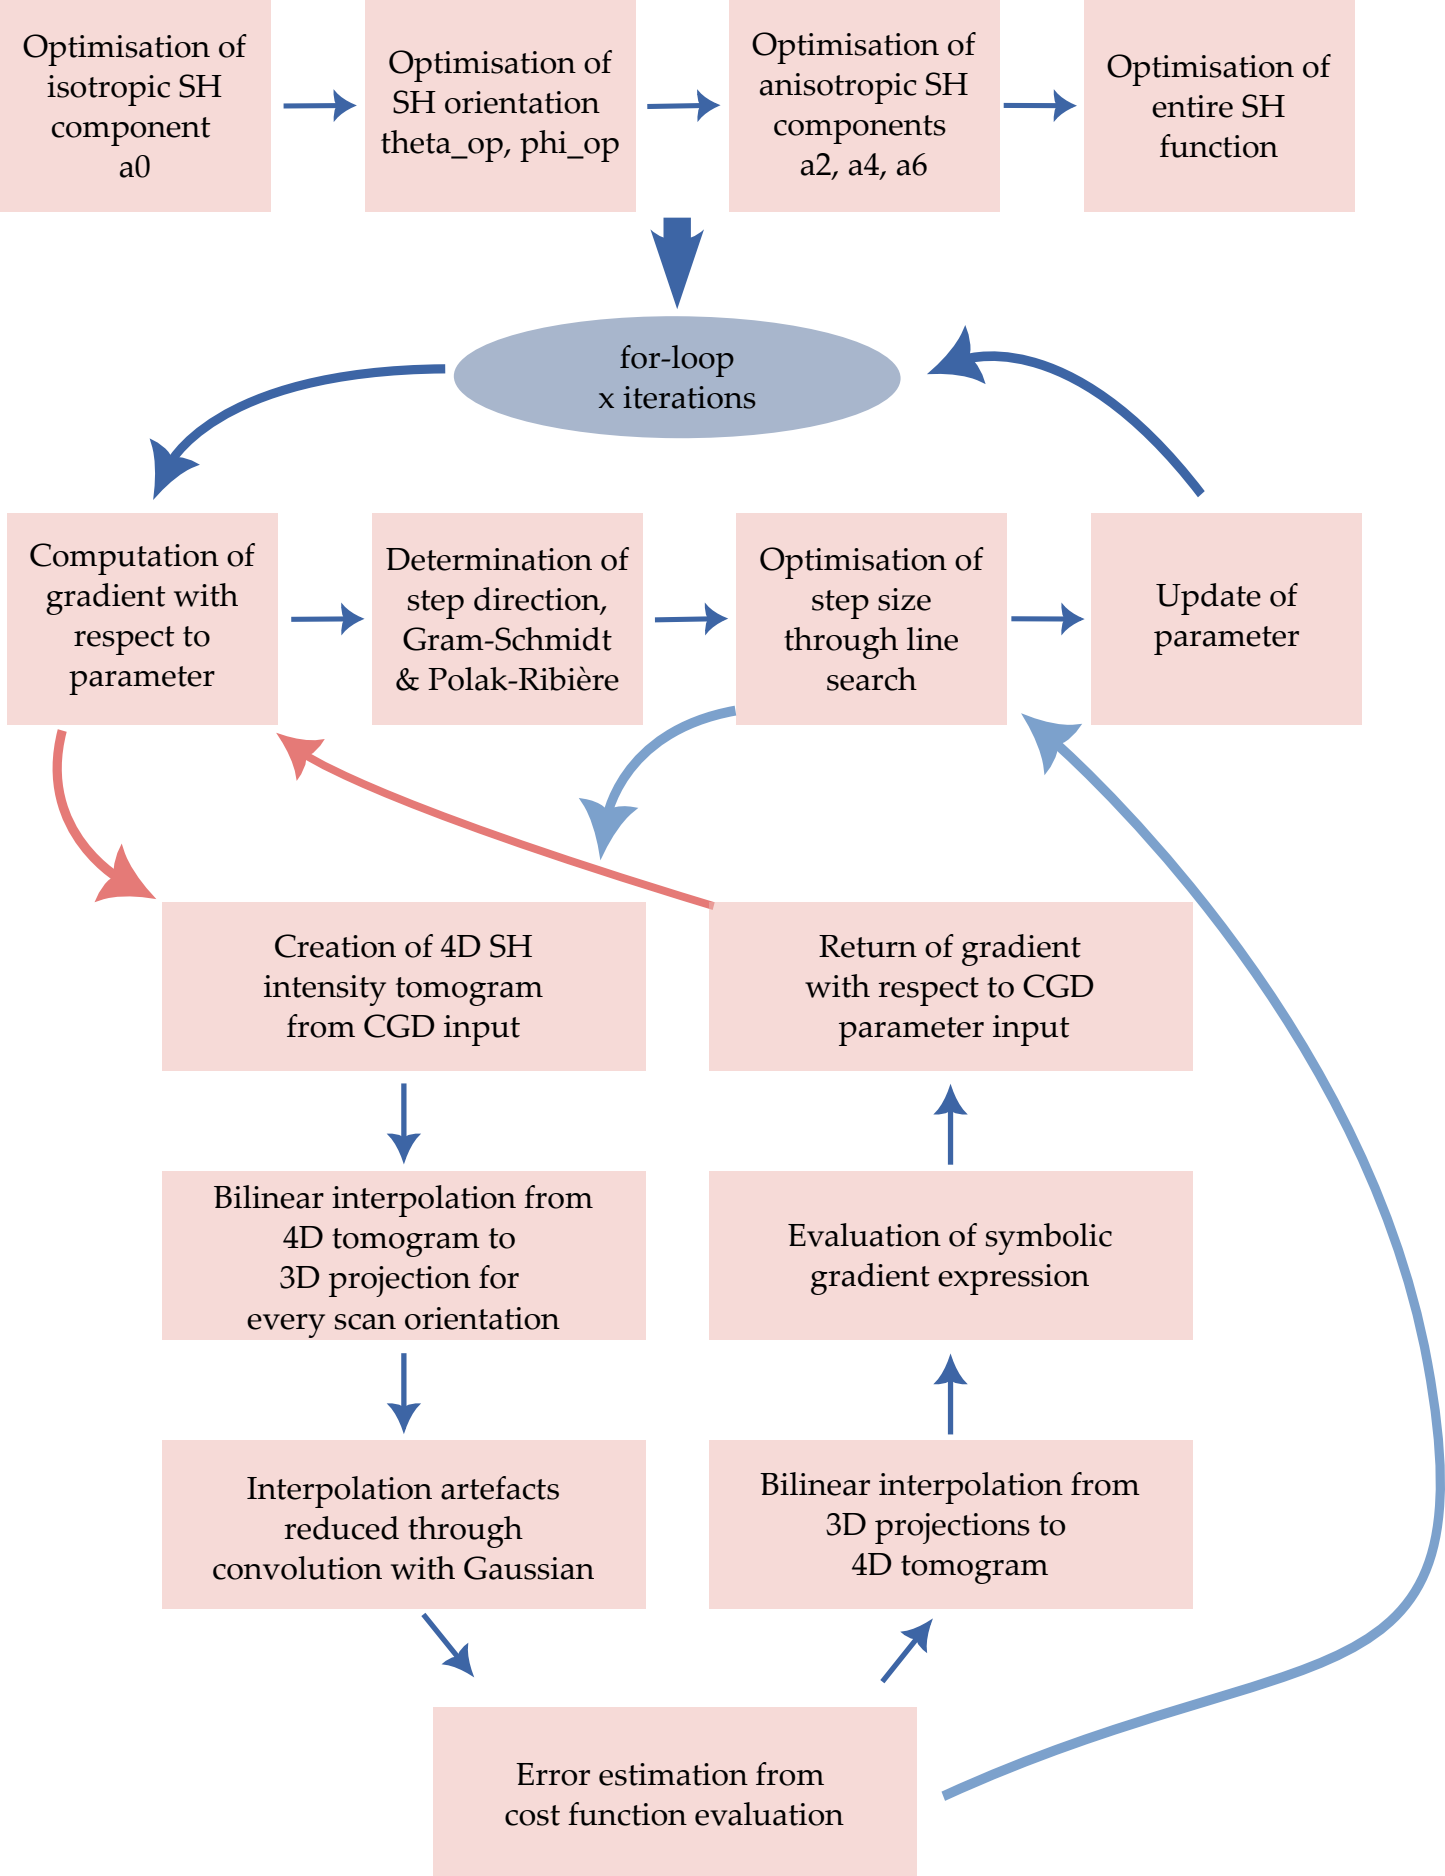 Optimisation of
isotropic SH
component
a0
Optimisation of
SH orientation
theta_op, phi_op
Optimisation of
anisotropic SH
components
a2, a4, a6
Optimisation of
entire SH
function
for-loop
x iterations
Computation of
gradient with
respect to
parameter
Determination of
step direction,
Gram-Schmidt
& Polak-Ribière
Optimisation of
step size
through line
search
Update of
parameter
Creation of 4D SH
intensity tomogram
from CGD input
Return of gradient
with respect to CGD
parameter input
Bilinear interpolation from
4D tomogram to
3D projection for
every scan orientation
Evaluation of symbolic
gradient expression
Interpolation artefacts
reduced through
convolution with Gaussian
Bilinear interpolation from
3D projections to
4D tomogram
Error estimation from
cost function evaluation